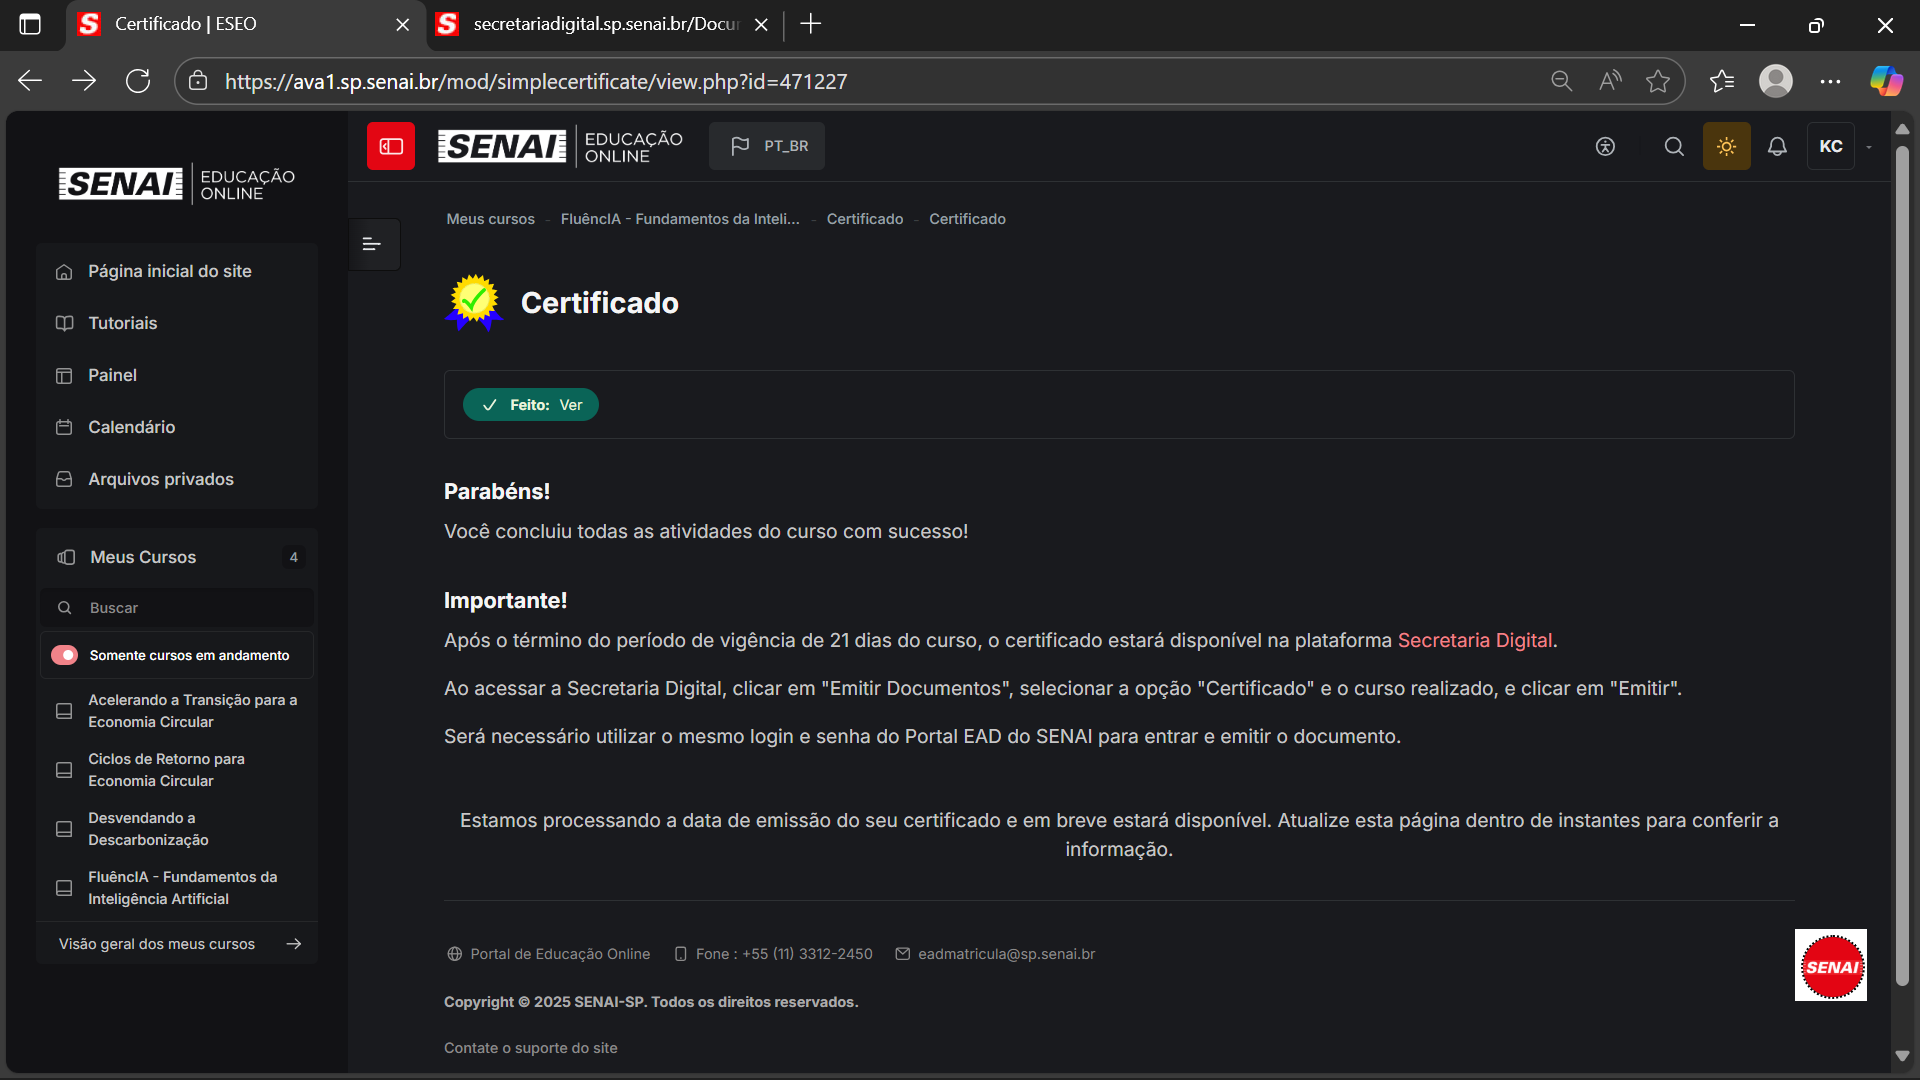 Certificado | ESEO
secretariadigital.sp.senai.br/Docu
https://ava1.sp.senai.br/mod/simplecertificate/view.php?id=471227
SENAI EDUCAÇÃO ONLINE
PT_BR
KC
SENAI EDUCAÇÃO ONLINE
Página inicial do site
Tutoriais
Painel
Calendário
Arquivos privados
Meus Cursos 4
Buscar
Somente cursos em andamento
Acelerando a Transição para a
Economia Circular
Ciclos de Retorno para
Economia Circular
Desvendando a
Descarbonização
FluêncIA - Fundamentos da
Inteligência Artificial
Visão geral dos meus cursos
Meus cursos - FluêncIA - Fundamentos da Inteli... - Certificado - Certificado
Certificado
Feito: Ver
Parabéns!
Você concluiu todas as atividades do curso com sucesso!
Importante!
Após o término do período de vigência de 21 dias do curso, o certificado estará disponível na plataforma Secretaria Digital.
Ao acessar a Secretaria Digital, clicar em "Emitir Documentos", selecionar a opção "Certificado" e o curso realizado, e clicar em "Emitir".
Será necessário utilizar o mesmo login e senha do Portal EAD do SENAI para entrar e emitir o documento.
Estamos processando a data de emissão do seu certificado e em breve estará disponível. Atualize esta página dentro de instantes para conferir a
informação.
Portal de Educação Online Fone : +55 (11) 3312-2450 eadmatricula@sp.senai.br
Copyright © 2025 SENAI-SP. Todos os direitos reservados.
Contate o suporte do site
SENAI